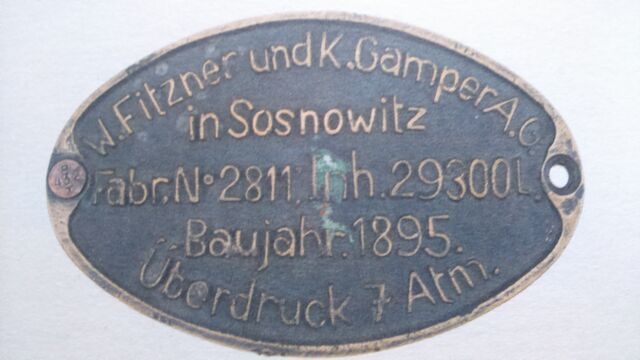 W. Fitzner und K. Gamper A. G.
in Sosnowitz
Fabr. No 2811, Inh. 29300 l.
Baujahr. 1895.
Überdruck 7 Atm.